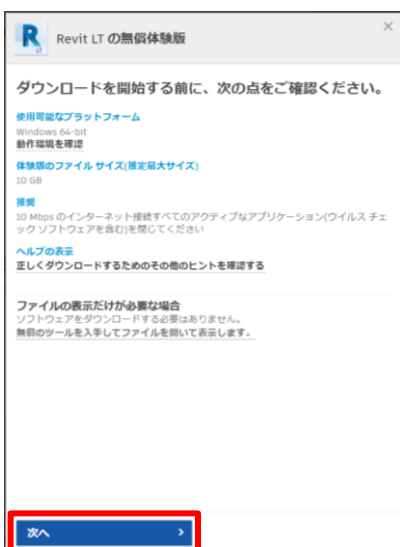 R
LT
Revit LT の無償体験版
×
ダウンロードを開始する前に、次の点をご確認ください。
使用可能なプラットフォーム
Windows 64-bit
動作環境を確認
体験版のファイル サイズ(推定最大サイズ)
10 GB
推奨
10 Mbps のインターネット接続すべてのアクティブなアプリケーション(ウイルス チェ
ック ソフトウェアを含む)を閉じてください
ヘルプの表示
正しくダウンロードするためのその他のヒントを確認する
ファイルの表示だけが必要な場合
ソフトウェアをダウンロードする必要はありません。
無償のツールを入手してファイルを開いて表示します。
次へ